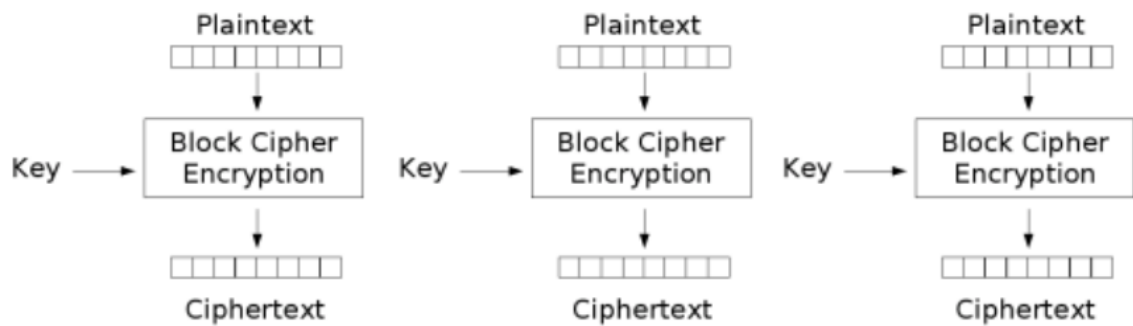 Plaintext
Plaintext
Plaintext
Key
Block Cipher
Encryption
Key
Block Cipher
Encryption
Key
Block Cipher
Encryption
Ciphertext
Ciphertext
Ciphertext